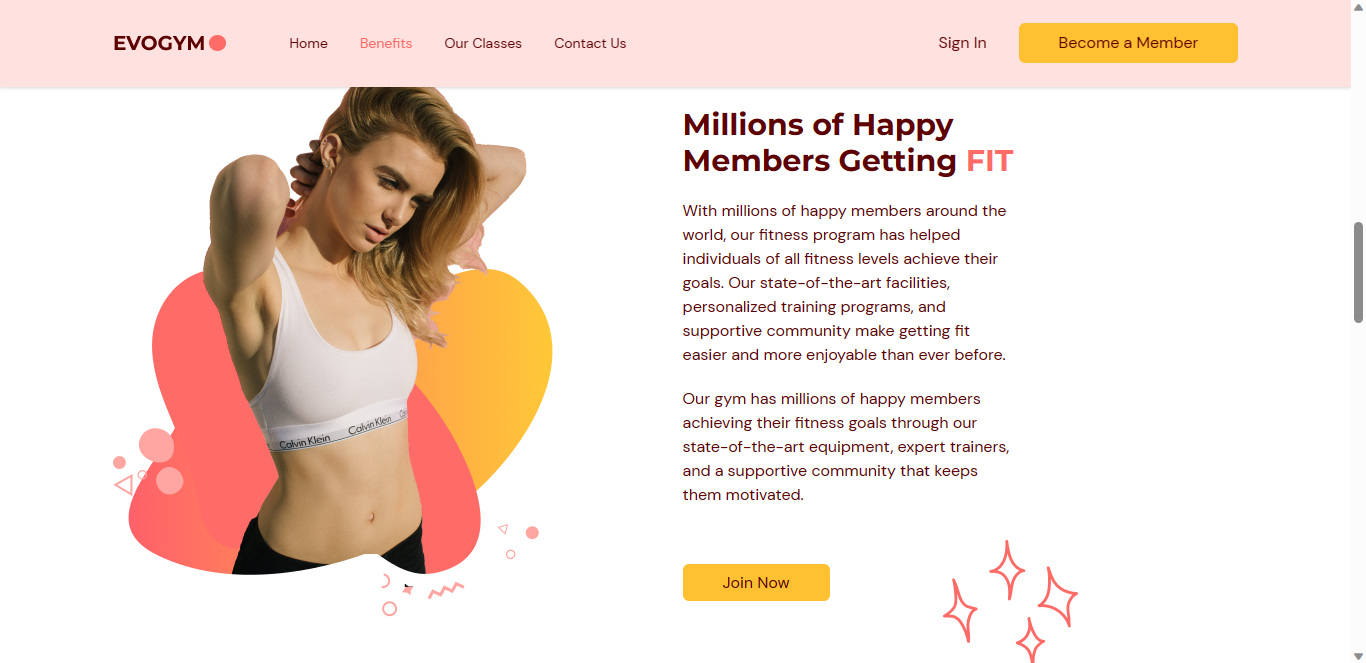 EVOGYM
Home
Benefits
Our Classes
Contact Us
Sign In
Become a Member
Millions of Happy
Members Getting FIT
With millions of happy members around the
world, our fitness program has helped
individuals of all fitness levels achieve their
goals. Our state-of-the-art facilities,
personalized training programs, and
supportive community make getting fit
easier and more enjoyable than ever before.
Our gym has millions of happy members
achieving their fitness goals through our
state-of-the-art equipment, expert trainers,
and a supportive community that keeps
them motivated.
Join Now
Calvin Klein Calvin Klein